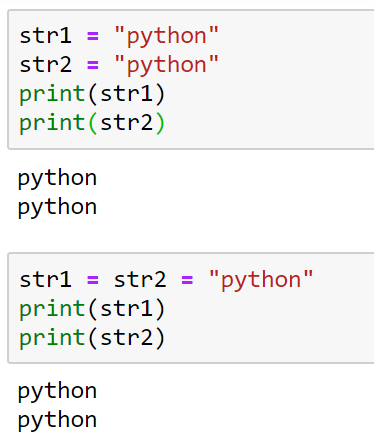 str1 = "python"
str2 = "python"
print(str1)
print(str2)
python
python
str1 = str2 = "python"
print(str1)
print(str2)
python
python